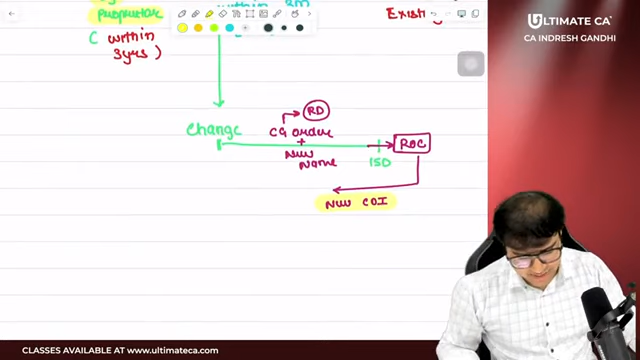 Proprietor
Existing
( within
3yrs )
Change
CG order
RD
+
New
Name
15D
ROC
New COI
ULTIMATE CA
CA INDRESH GANDHI
CLASSES AVAILABLE AT www.ultimateca.com